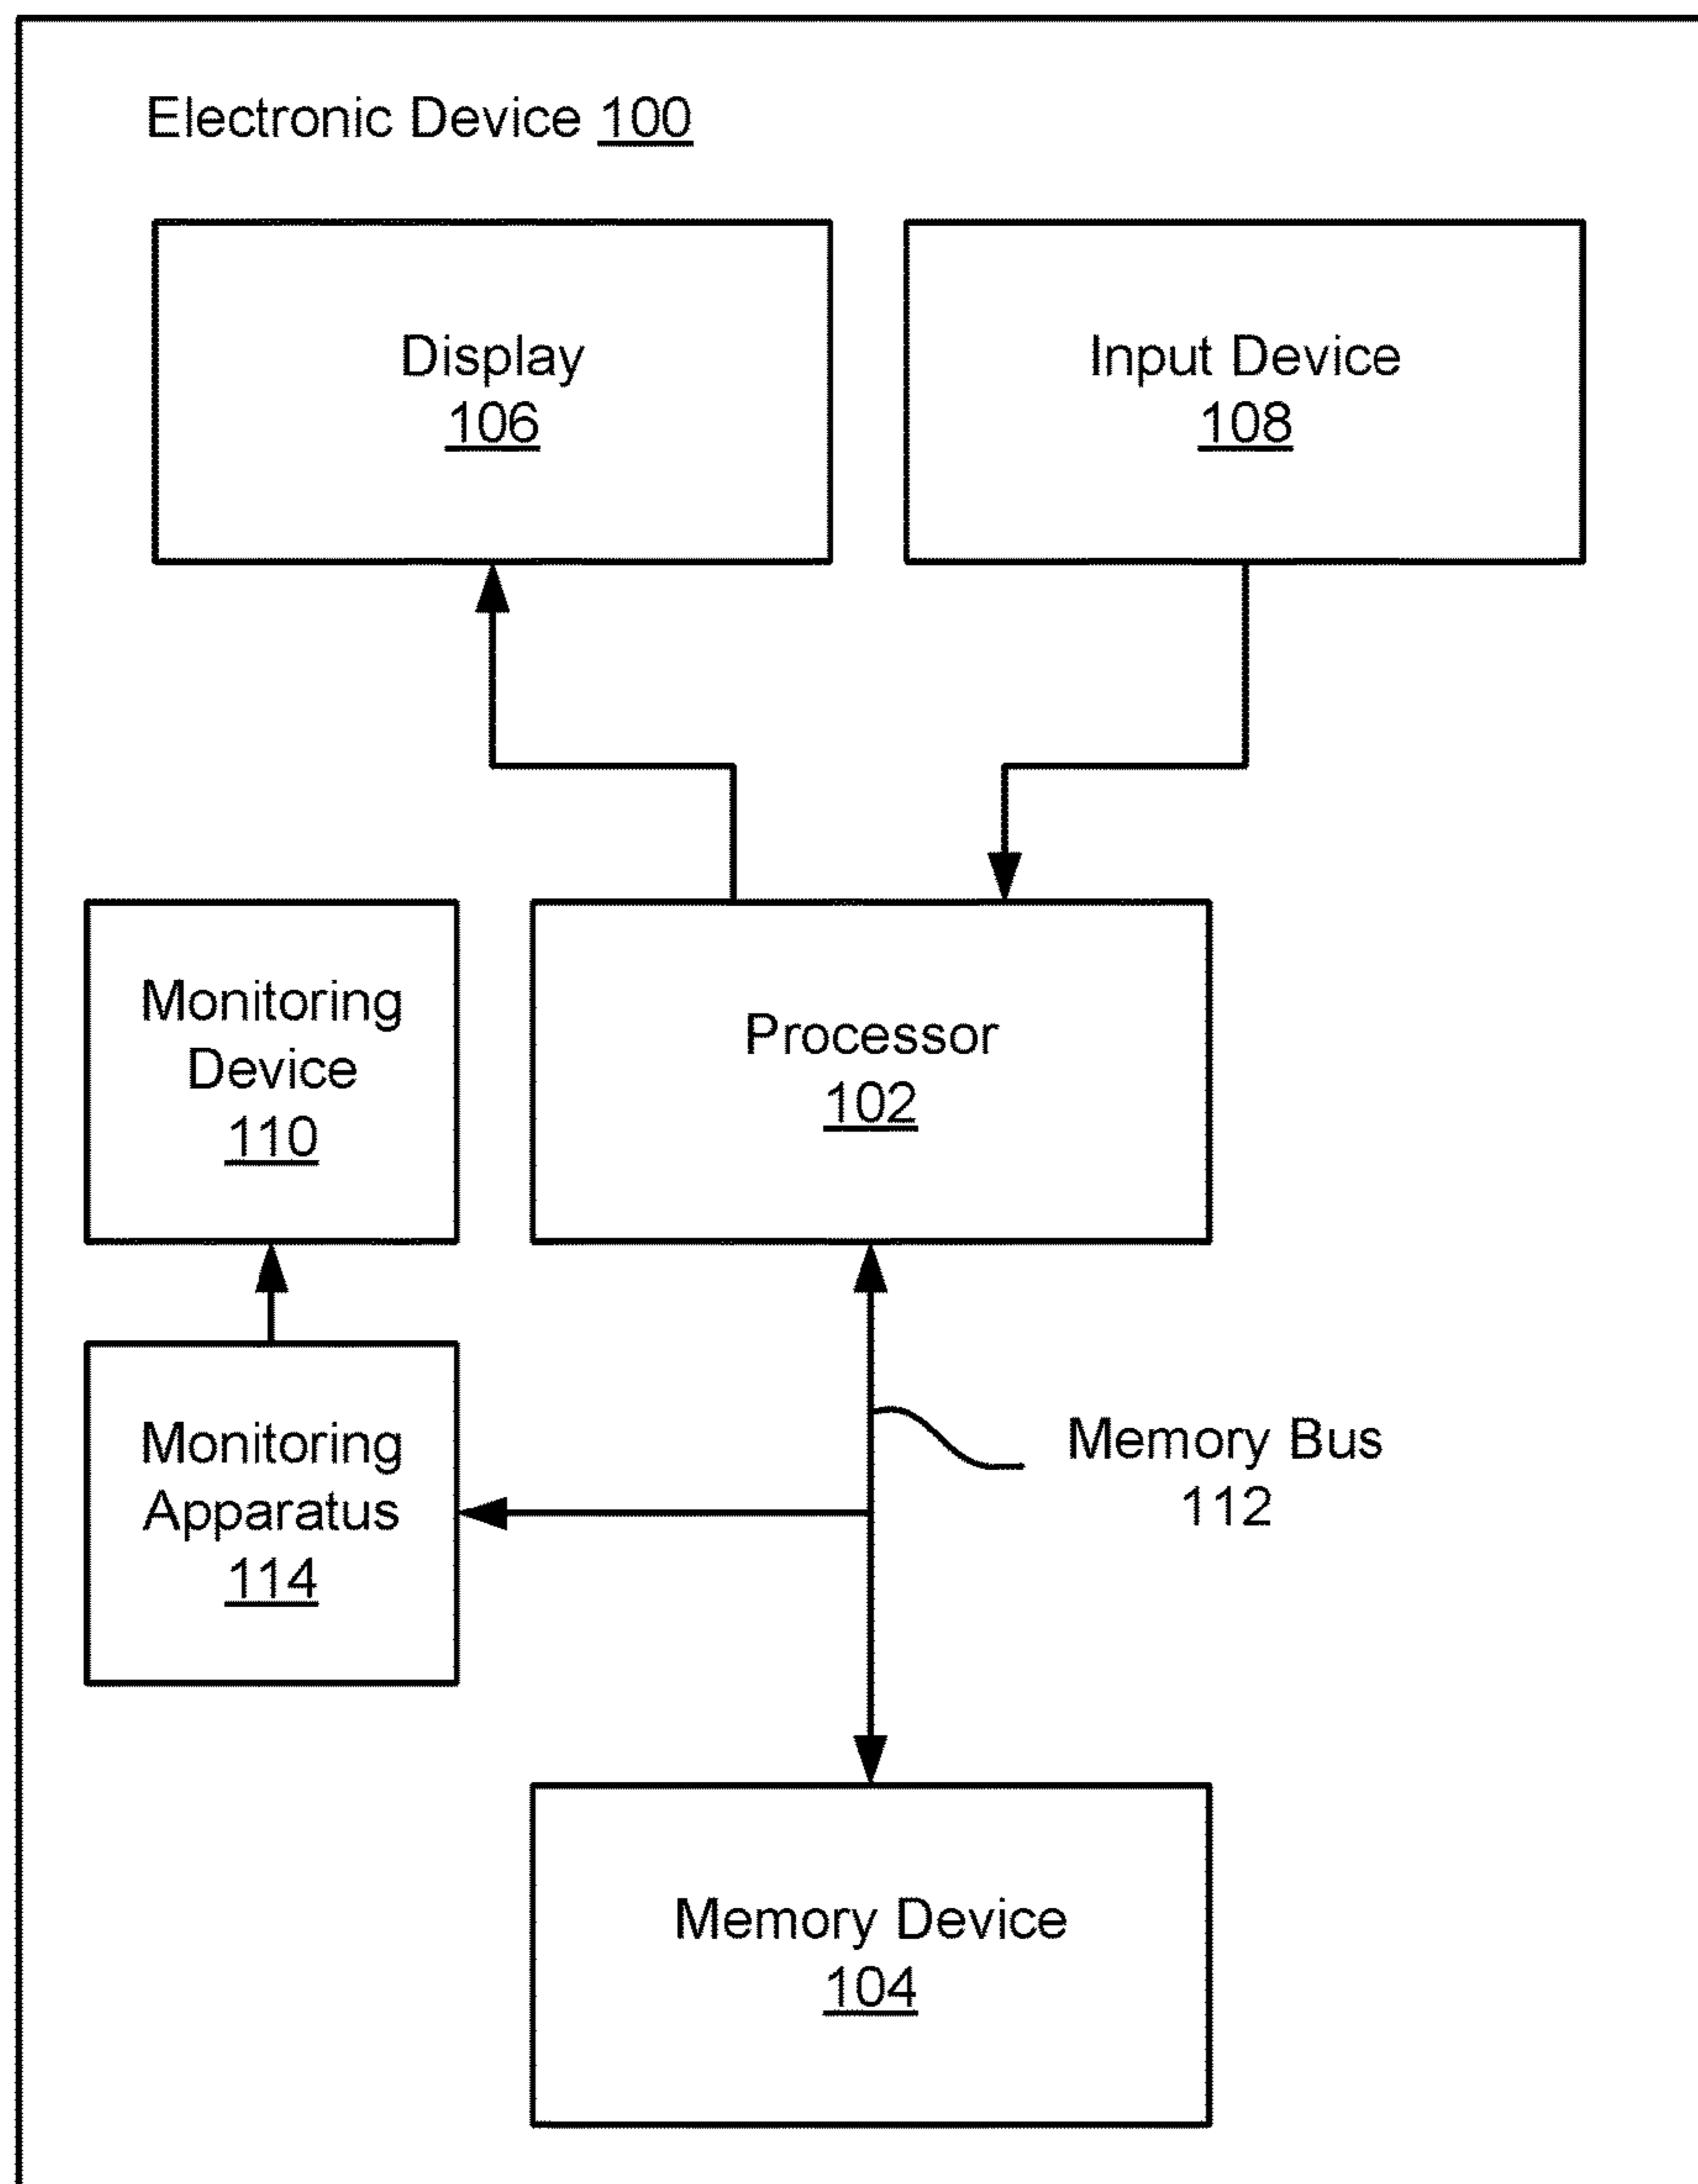 Electronic Device 100
Display
106
Input Device
108
Monitoring
Device
110
Processor
102
Monitoring
Apparatus
114
Memory Bus
112
Memory Device
104